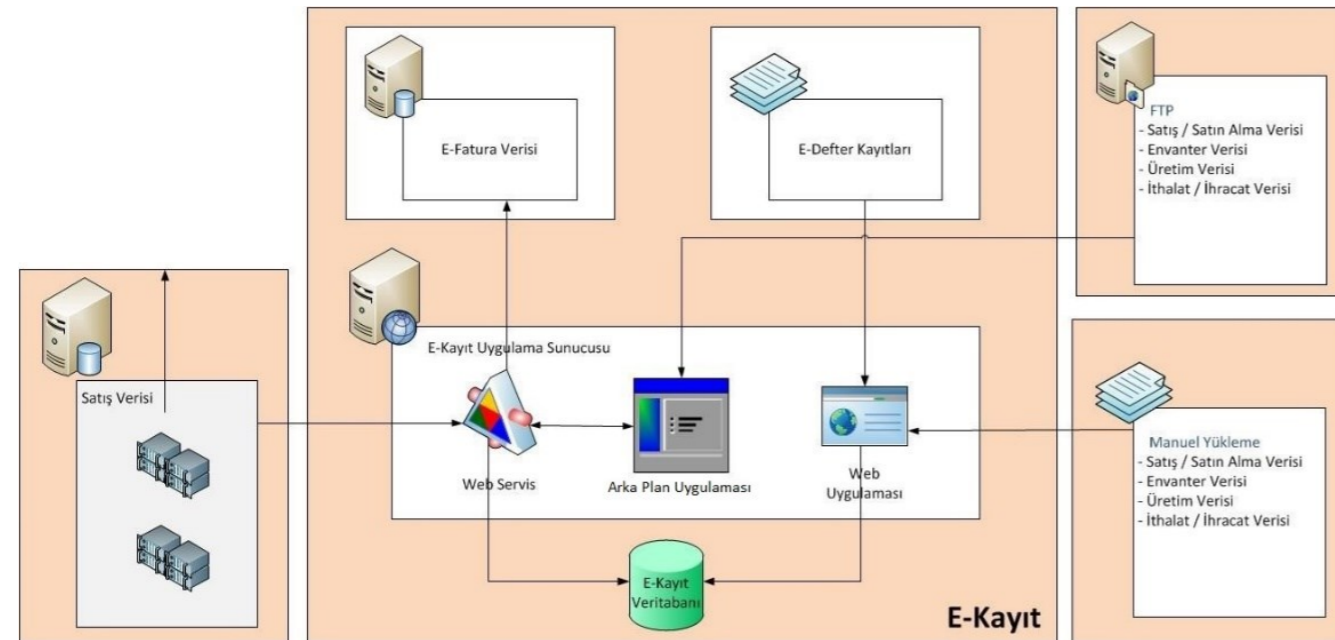 E-Fatura Verisi
E-Defter Kayıtları
FTP
- Satış / Satın Alma Verisi
- Envanter Verisi
- Üretim Verisi
- İthalat / İhracat Verisi
E-Kayıt Uygulama Sunucusu
Satış Verisi
Web Servis
Arka Plan Uygulaması
Web
Uygulaması
Manuel Yükleme
- Satış / Satın Alma Verisi
- Envanter Verisi
- Üretim Verisi
- İthalat / İhracat Verisi
E-Kayıt
Veritabanı
E-Kayıt